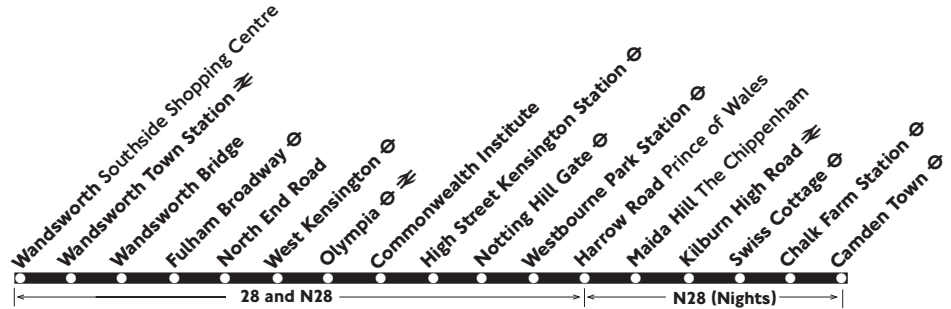 Wandsworth Southside Shopping Centre
Wandsworth Town Station
Wandsworth Bridge
Fulham Broadway
North End Road
West Kensington
Olympia
Commonwealth Institute
High Street Kensington Station
Notting Hill Gate
Westbourne Park Station
Harrow Road Prince of Wales
Maida Hill The Chippenham
Kilburn High Road
Swiss Cottage
Chalk Farm Station
Camden Town
28 and N28
N28 (Nights)